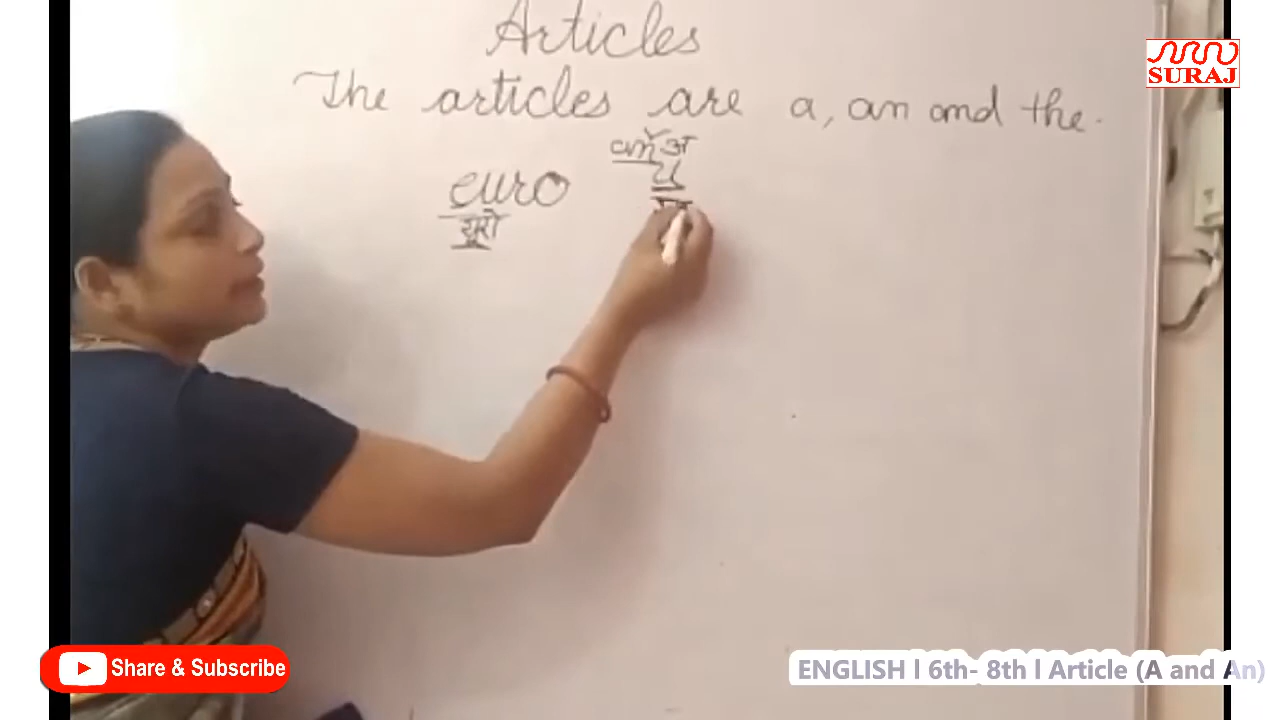 Articles
The articles are a, an and the.
euro
यूरो
य
SURAJ
Share & Subscribe
ENGLISH l 6th- 8th l Article (A and An)